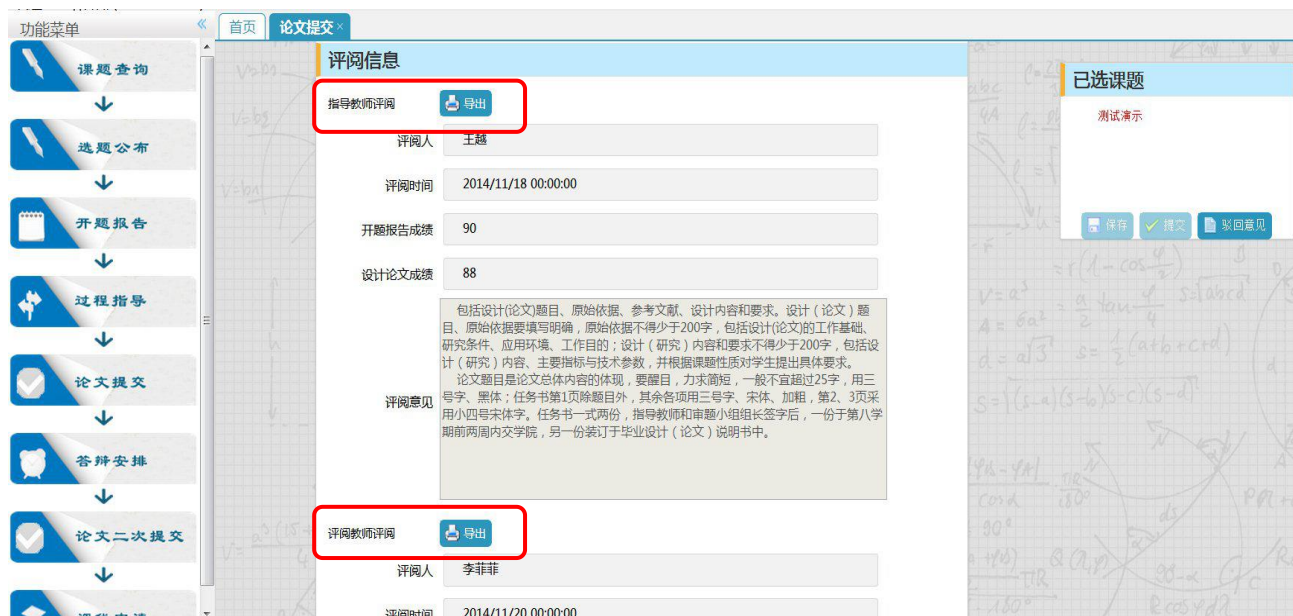 功能菜单
首页
论文提交
课题查询
选题公布
开题报告
过程指导
论文提交
答辩安排
论文二次提交
评阅信息
指导教师评阅
导出
评阅人
王越
评阅时间
2014/11/18 00:00:00
开题报告成绩
90
设计论文成绩
88
评阅意见
包括设计(论文)题目、原始依据、参考文献、设计内容和要求。设计(论文)题
目、原始依据要填写明确,原始依据不得少于200字,包括设计(论文)的工作基础、
研究条件、应用环境、工作目的;设计(研究)内容和要求不得少于200字,包括设
计(研究)内容、主要指标与技术参数,并根据课题性质对学生提出具体要求。
论文题目是论文总体内容的体现,要醒目,力求简短,一般不宜超过25字,用三
号字、黑体;任务书第1页除题目外,其余各项用三号字、宋体、加粗,第2、3页采
用小四号宋体字。任务书一式两份,指导教师和审题小组组长签字后,一份于第八学
期前两周内交学院,另一份装订于毕业设计(论文)说明书中。
评阅教师评阅
导出
评阅人
李菲菲
评阅时间
2014/11/20 00:00:00
已选课题
测试演示
保存
提交
驳回意见